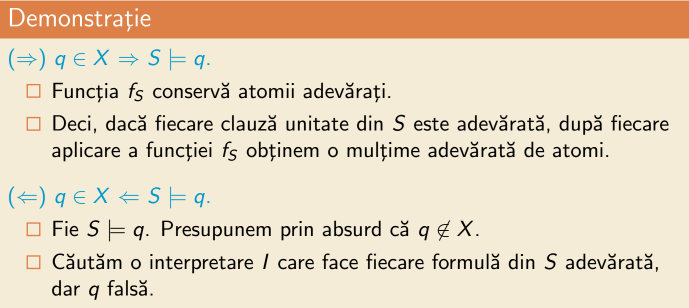 Demonstrație
(⇒) q ∈ X ⇒ S ⊨ q.
□ Funcția f_S conservă atomii adevărați.
□ Deci, dacă fiecare clauză unitate din S este adevărată, după fiecare
aplicare a funcției f_S obținem o mulțime adevărată de atomi.
(⇐) q ∈ X ⇐ S ⊨ q.
□ Fie S ⊨ q. Presupunem prin absurd că q ∉ X.
□ Căutăm o interpretare I care face fiecare formulă din S adevărată,
dar q falsă.